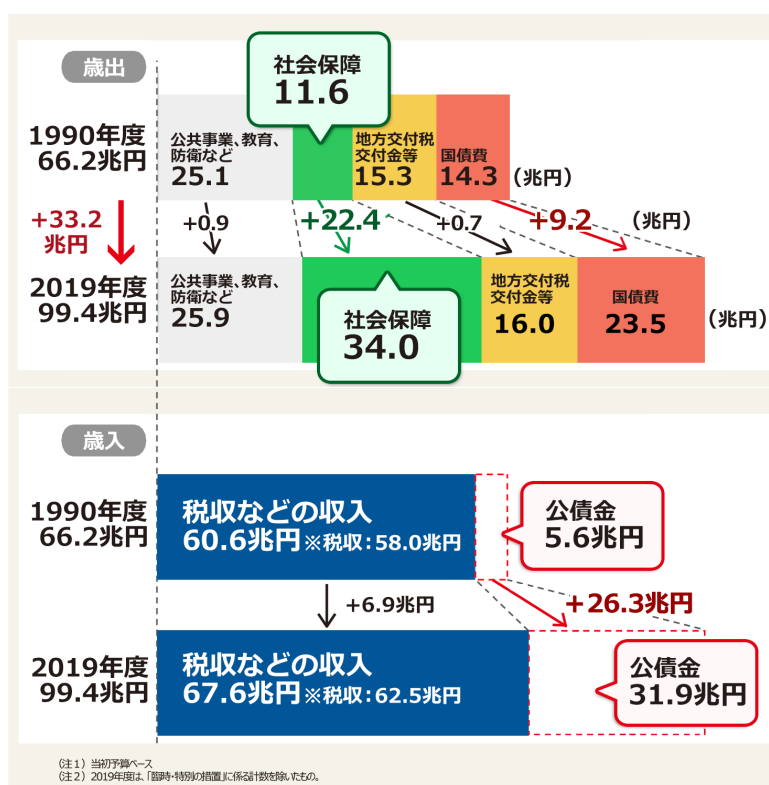 歳出
社会保障
11.6
1990年度
66.2兆円
公共事業、教育、
防衛など
25.1
地方交付税
交付金等
15.3
国債費
14.3
(兆円)
+33.2
兆円
+0.9
+22.4
+0.7
+9.2
(兆円)
2019年度
99.4兆円
公共事業、教育、
防衛など
25.9
社会保障
34.0
地方交付税
交付金等
16.0
国債費
23.5
(兆円)
歳入
1990年度
66.2兆円
税収などの収入
60.6兆円 ※税収:58.0兆円
公債金
5.6兆円
+6.9兆円
+26.3兆円
2019年度
99.4兆円
税収などの収入
67.6兆円 ※税収:62.5兆円
公債金
31.9兆円
(注1) 当初予算ベース
(注2) 2019年度は、「臨時・特別の措置」に係る計数を除いたもの。